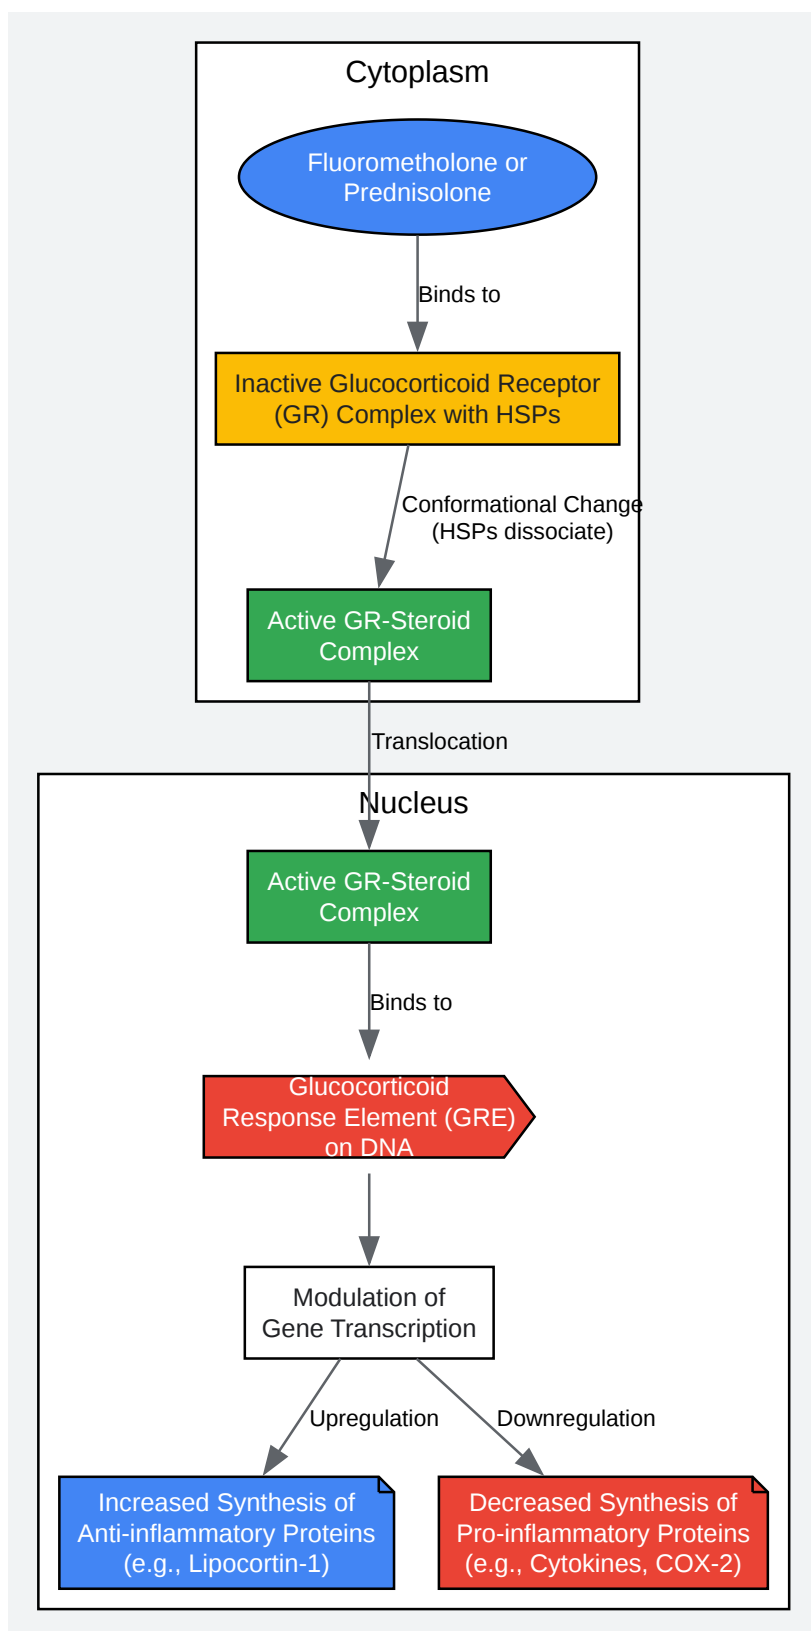 Cytoplasm
Fluorometholone or
Prednisolone
Binds to
Inactive Glucocorticoid Receptor
(GR) Complex with HSPs
Conformational Change
(HSPs dissociate)
Active GR-Steroid
Complex
Translocation
Nucleus
Active GR-Steroid
Complex
Binds to
Glucocorticoid
Response Element (GRE)
on DNA
Modulation of
Gene Transcription
Upregulation
Downregulation
Increased Synthesis of
Anti-inflammatory Proteins
(e.g., Lipocortin-1)
Decreased Synthesis of
Pro-inflammatory Proteins
(e.g., Cytokines, COX-2)